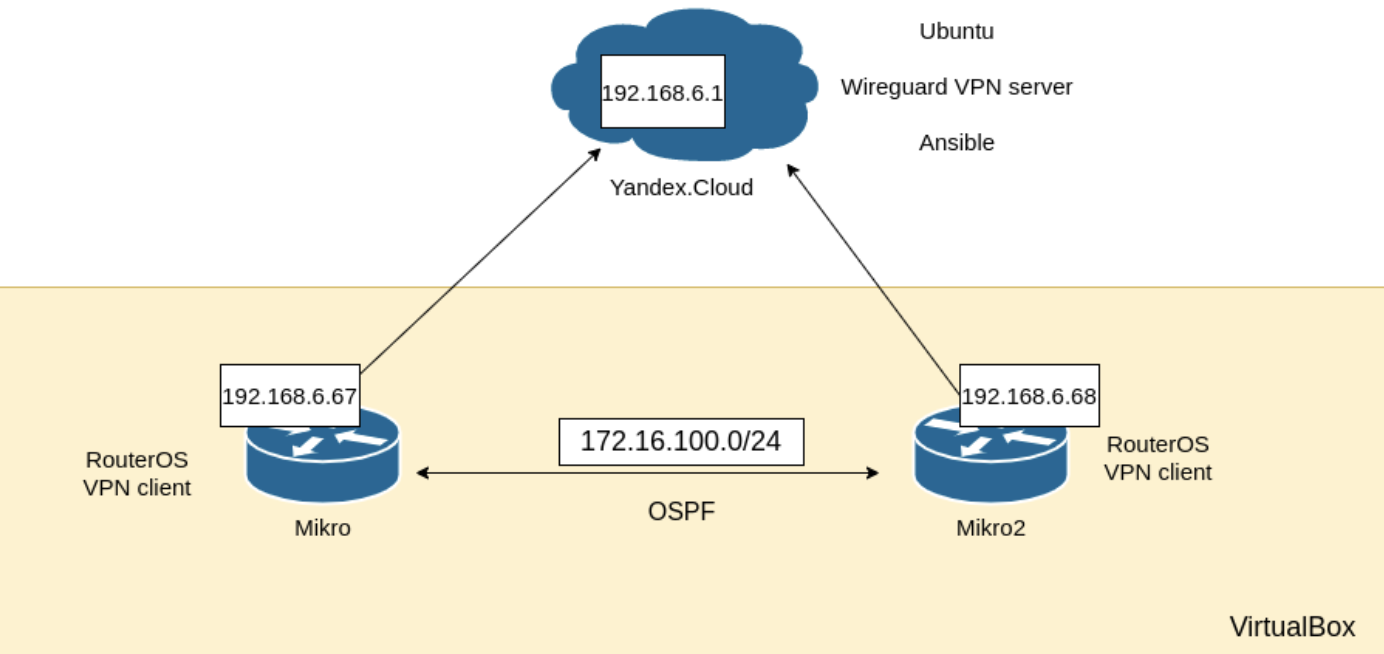 Ubuntu
192.168.6.1
Wireguard VPN server
Ansible
Yandex.Cloud
192.168.6.67
192.168.6.68
172.16.100.0/24
RouterOS
VPN client
RouterOS
VPN client
OSPF
Mikro
Mikro2
VirtualBox